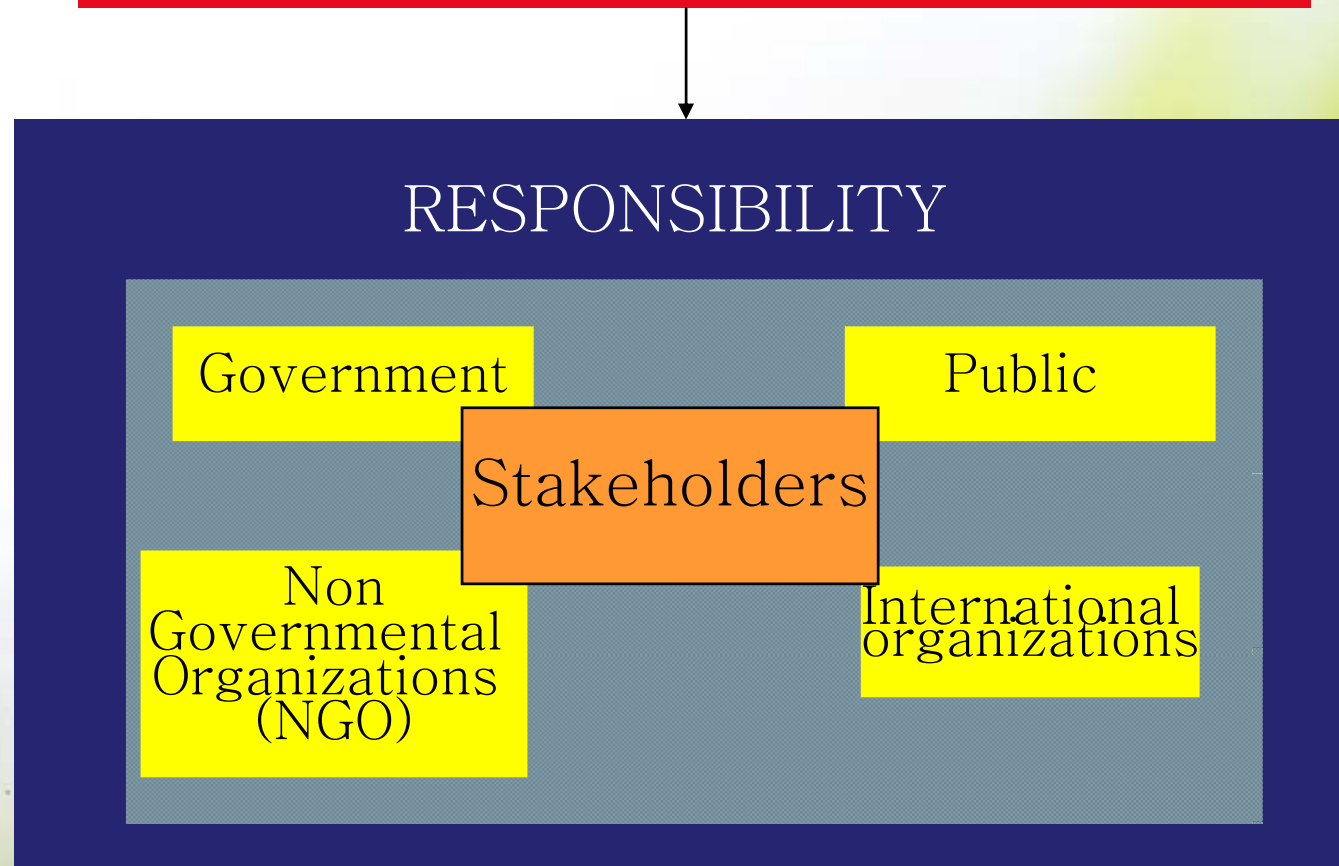 RESPONSIBILITY
Government
Public
Stakeholders
Non
Governmental
Organizations
(NGO)
International
organizations